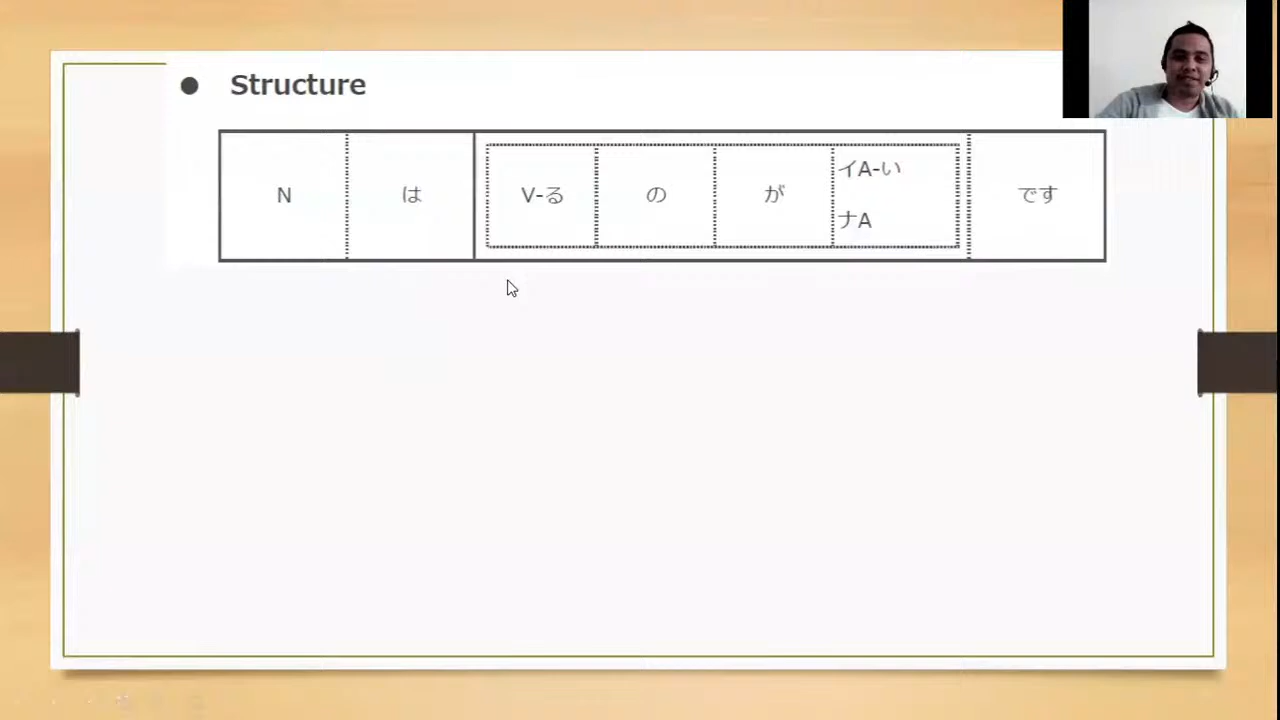 ● Structure
N は V-る の が イA-い です
ナA